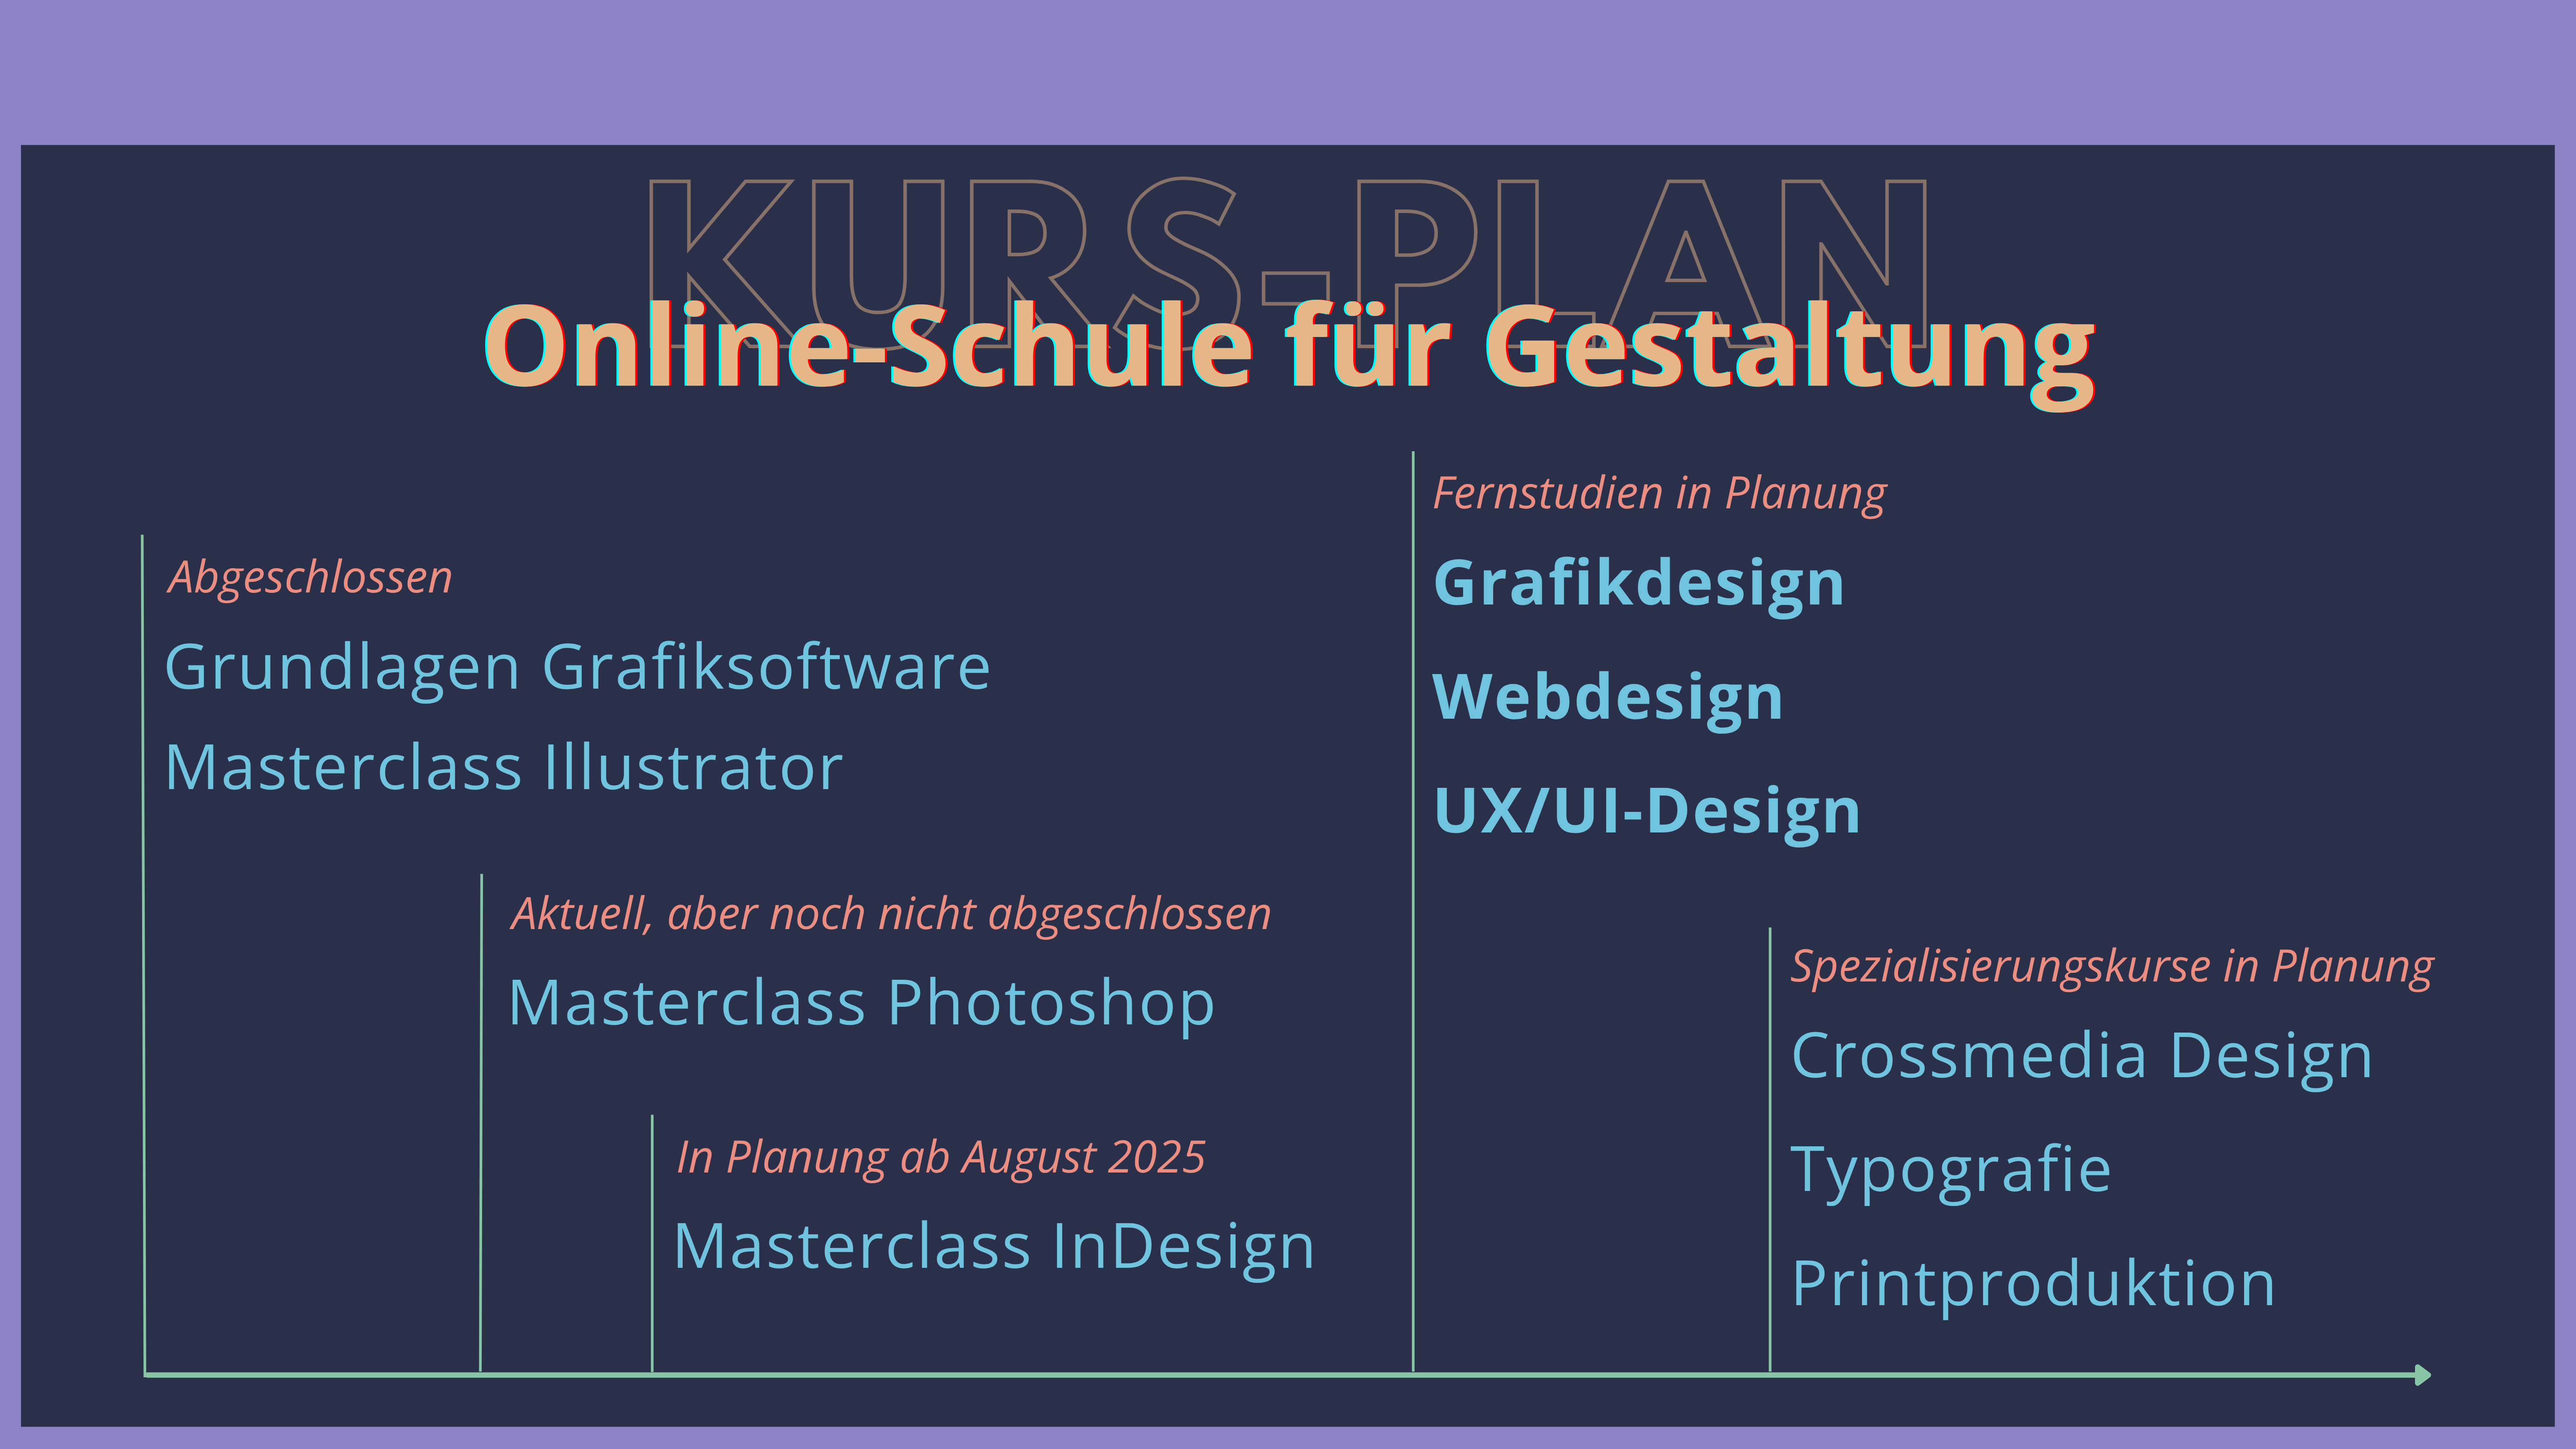 KURS-PLAN
Online-Schule für Gestaltung
Abgeschlossen
Grundlagen Grafiksoftware
Masterclass Illustrator
Aktuell, aber noch nicht abgeschlossen
Masterclass Photoshop
In Planung ab August 2025
Masterclass InDesign
Fernstudien in Planung
Grafikdesign
Webdesign
UX/UI-Design
Spezialisierungskurse in Planung
Crossmedia Design
Typografie
Printproduktion